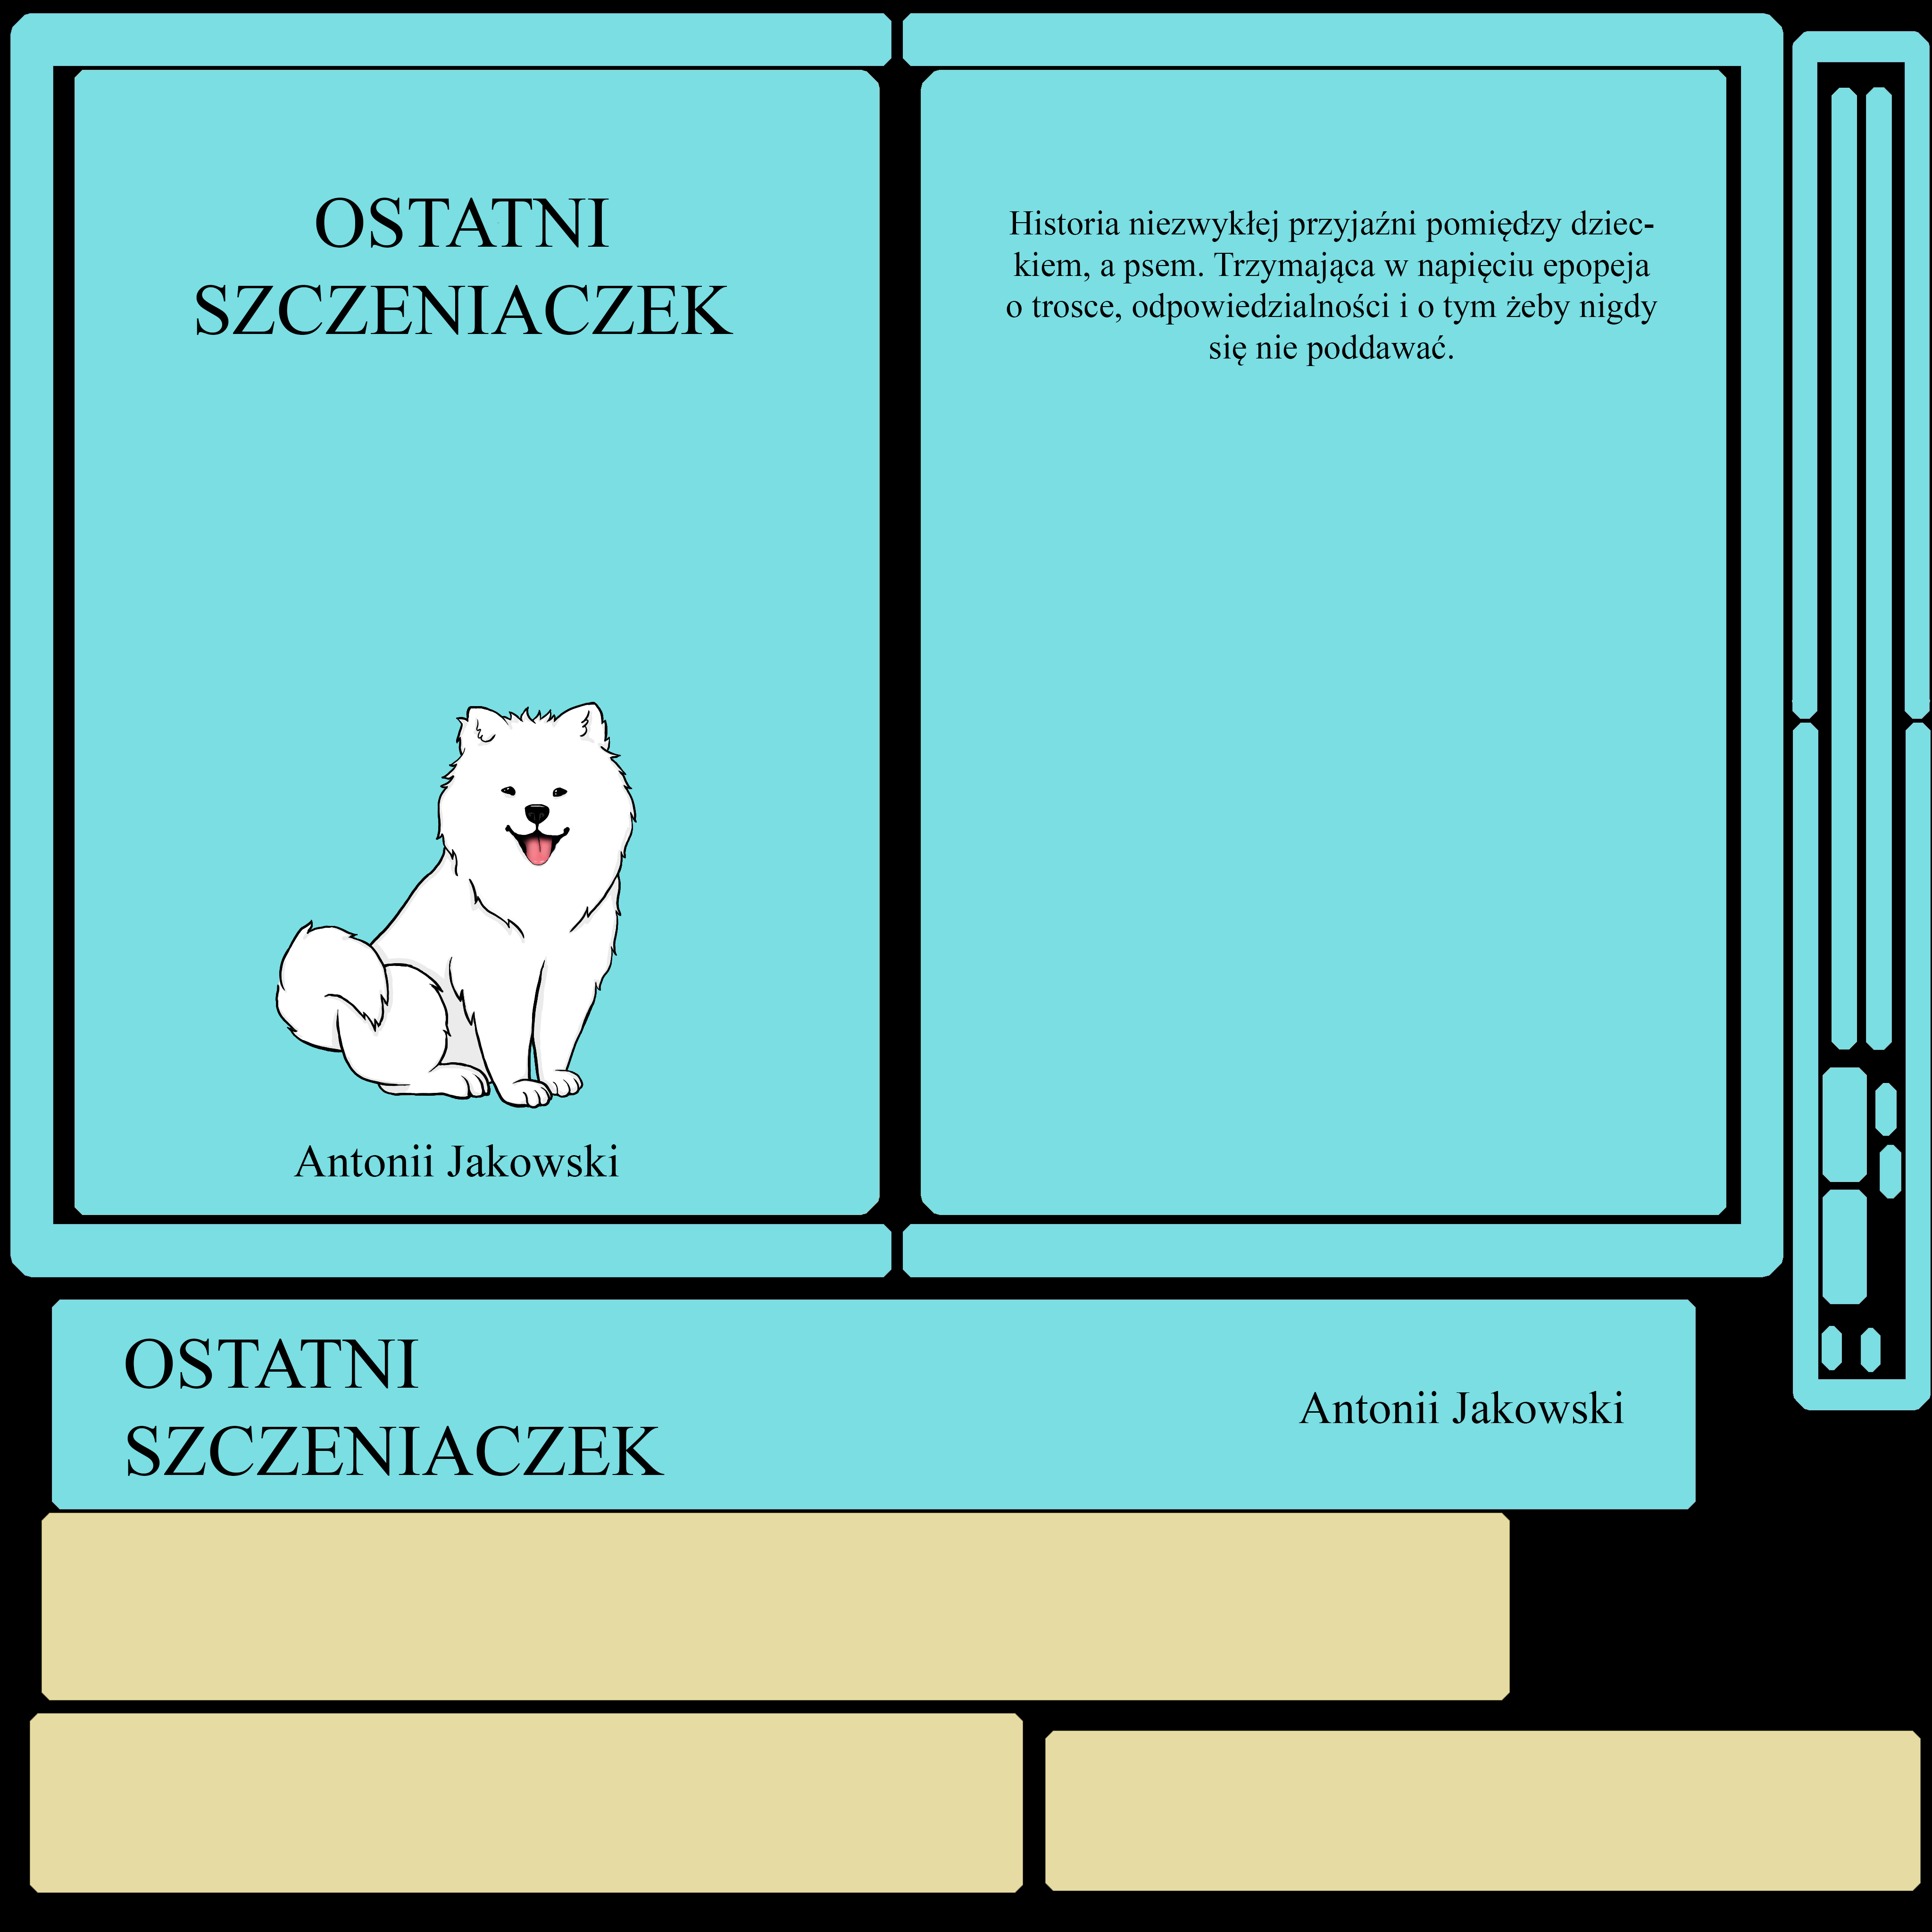 OSTATNI
SZCZENIACZEK
Antonii Jakowski
Historia niezwykłej przyjaźni pomiędzy dziec-
kiem, a psem. Trzymająca w napięciu epopeja
o trosce, odpowiedzialności i o tym żeby nigdy
się nie poddawać.
OSTATNI
SZCZENIACZEK
Antonii Jakowski